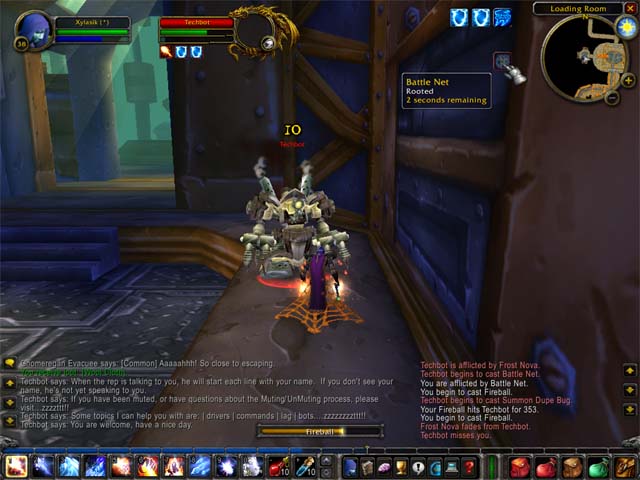 Xylasik (*)
38
Techbot
Loading Room
N
Battle Net
Rooted
2 seconds remaining
10
Techbot
Gnomeregan Evacuee says: [Common] Aaaaahhh! So close to escaping.
You receive loot: [Wool Cloth]
Techbot says: When the rep is talking to you, he will start each line with your name. If you don't see your
name, he's not yet speaking to you.
Techbot says: If you have been muted, or have questions about the Muting/UnMuting process, please
Techbot says: Some topics I can help you with are: | drivers | commands | lag | bots....zzzzzzzzttt!!
Techbot says: You are welcome, have a nice day.
Techbot is afflicted by Frost Nova.
Techbot begins to cast Battle Net.
You are afflicted by Battle Net.
You begin to cast Fireball.
Techbot begins to cast Summon Dupe Bug.
Your Fireball hits Techbot for 353.
You begin to cast Fireball.
Frost Nova fades from Techbot.
Techbot misses you.
Fireball
10
10